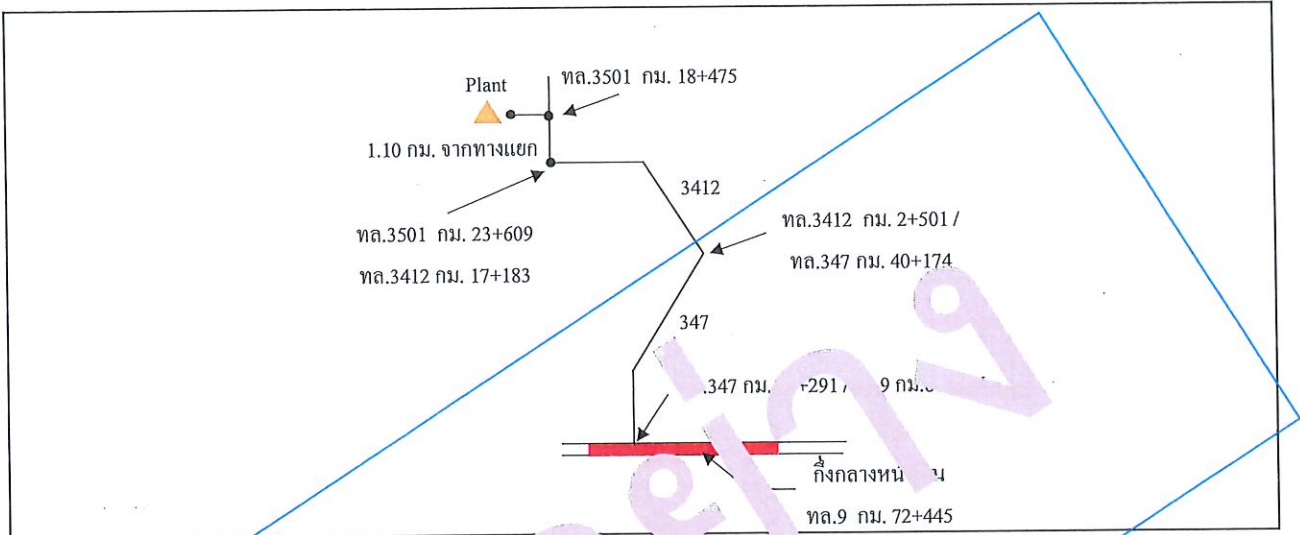 Plant
ทล.3501 กม. 18+475
1.10 กม. จากทางแยก
3412
ทล.3501 กม. 23+609
ทล.3412 กม. 17+183
ทล.3412 กม. 2+501 /
ทล.347 กม. 40+174
347
.347 กม. +291 / 9 กม.
กึ่งกลางหน้
ทล.9 กม. 72+445